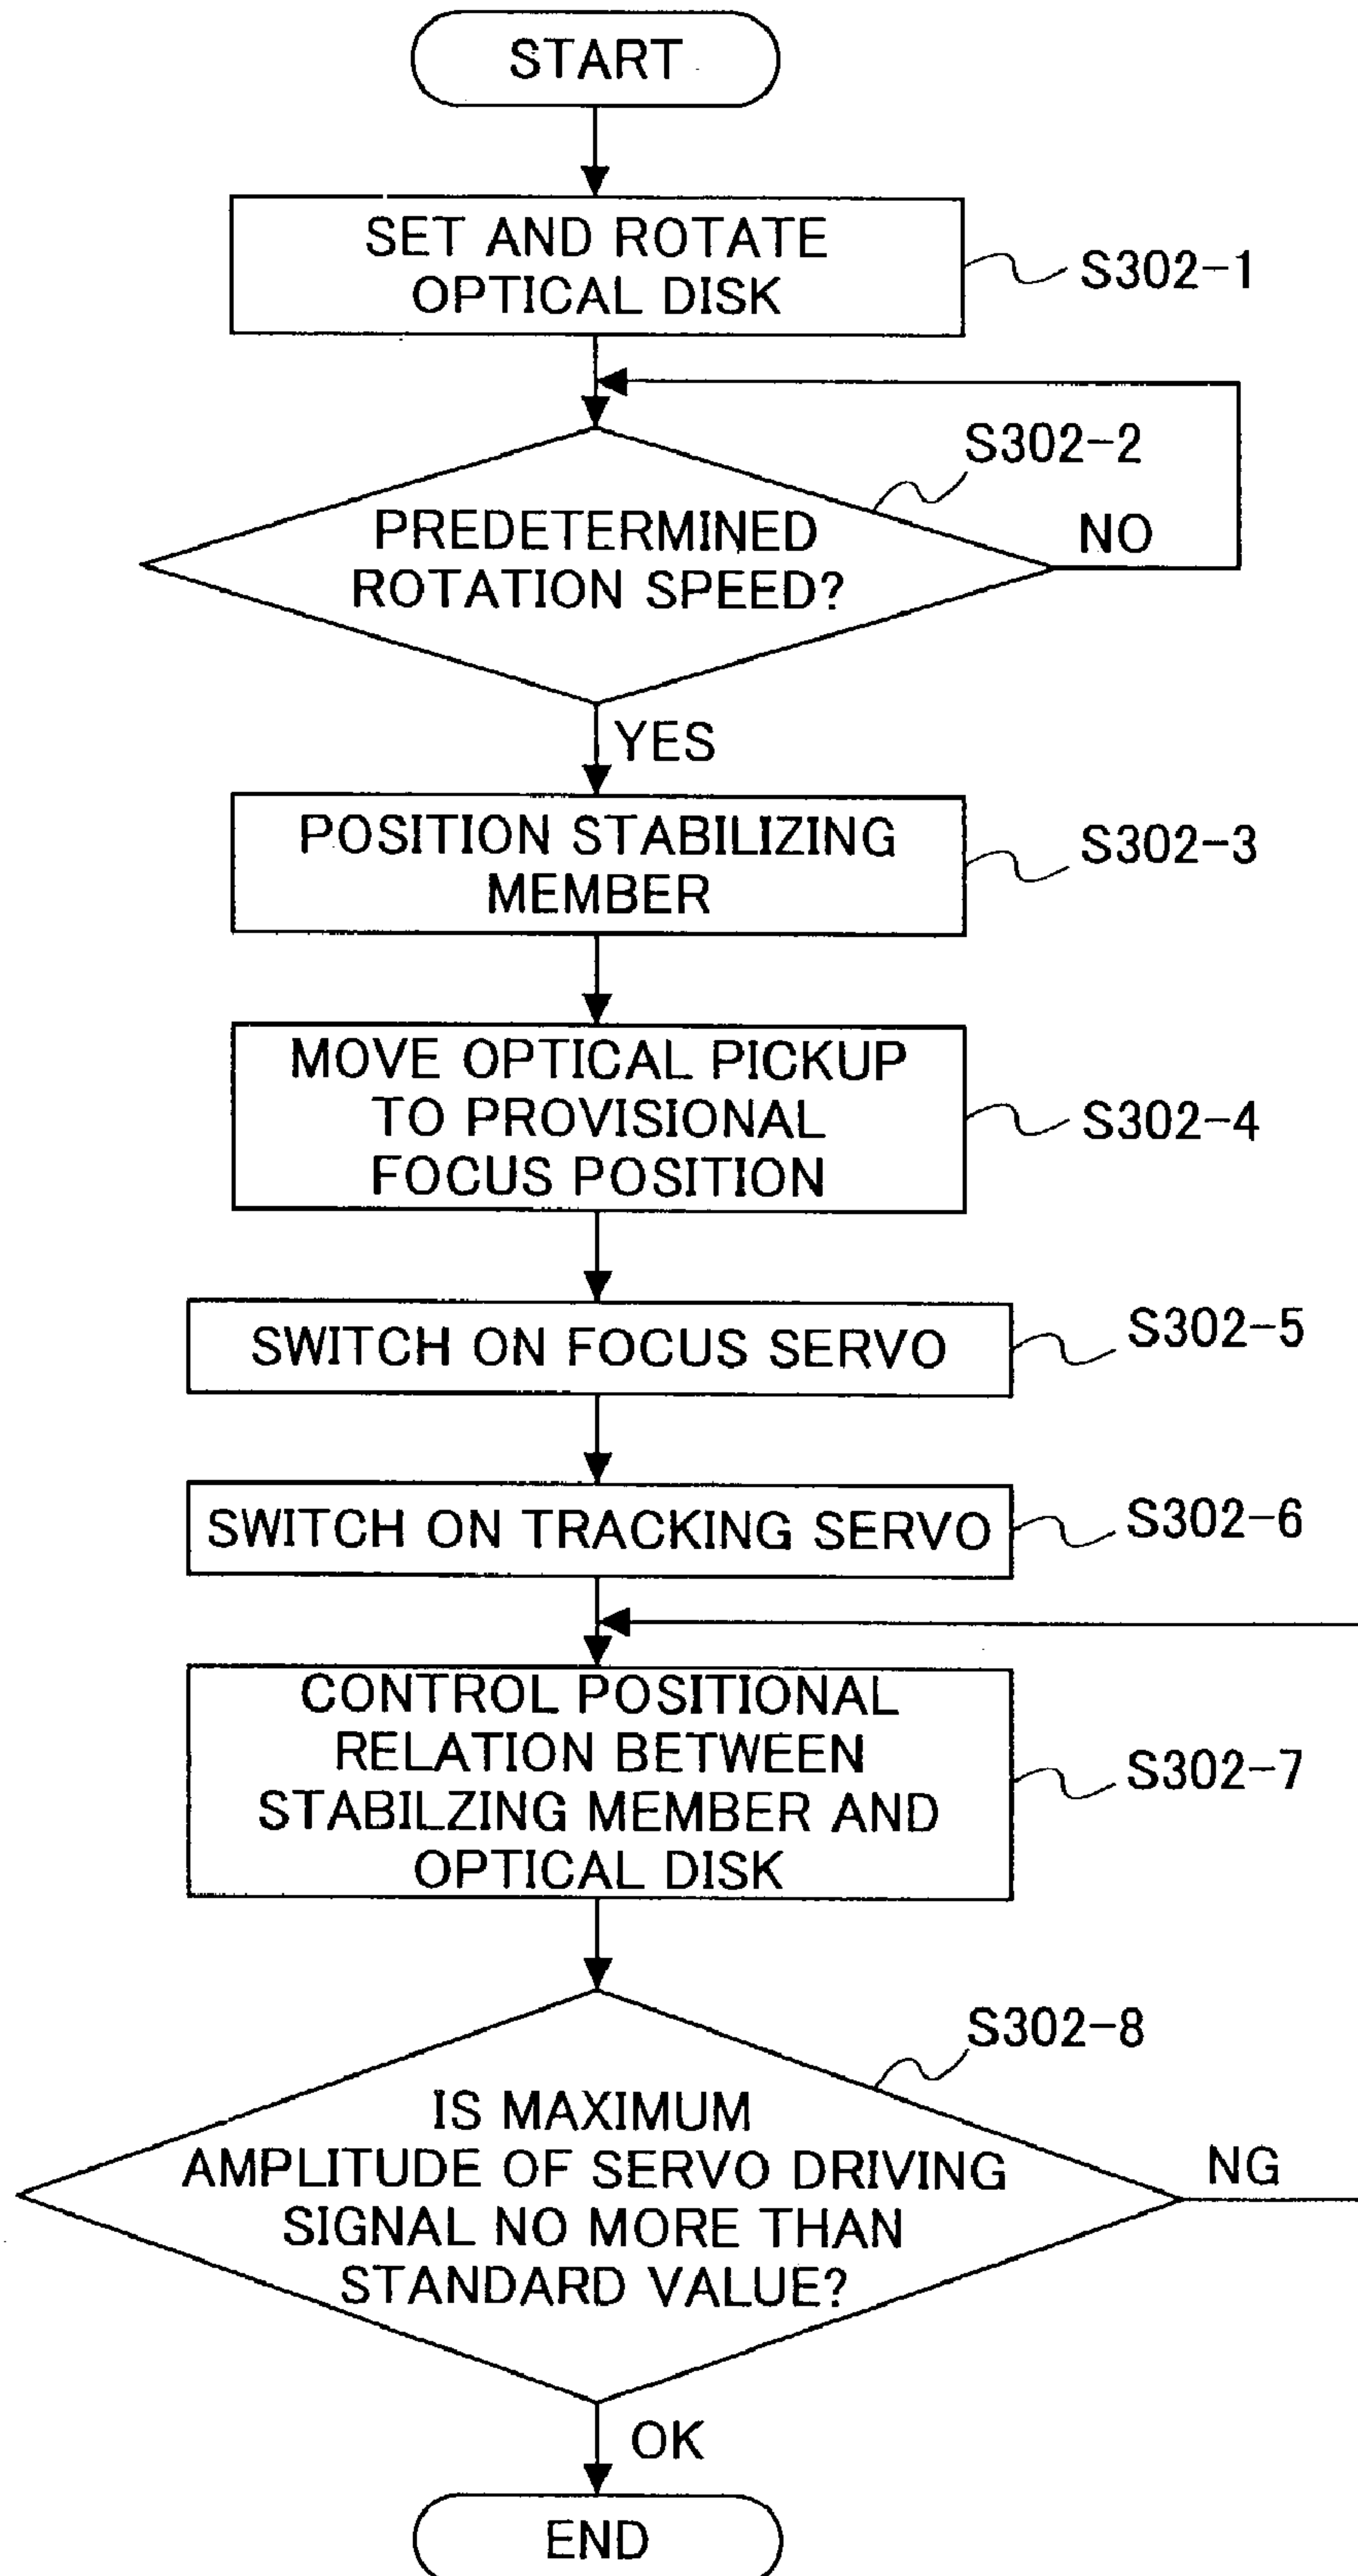 START
SET AND ROTATE
OPTICAL DISK
S302-1
S302-2
PREDETERMINED
ROTATION SPEED?
NO
YES
POSITION STABILIZING
MEMBER
S302-3
MOVE OPTICAL PICKUP
TO PROVISIONAL
FOCUS POSITION
S302-4
SWITCH ON FOCUS SERVO
S302-5
SWITCH ON TRACKING SERVO
S302-6
CONTROL POSITIONAL
RELATION BETWEEN
STABILZING MEMBER AND
OPTICAL DISK
S302-7
S302-8
IS MAXIMUM
AMPLITUDE OF SERVO DRIVING
SIGNAL NO MORE THAN
STANDARD VALUE?
NG
OK
END